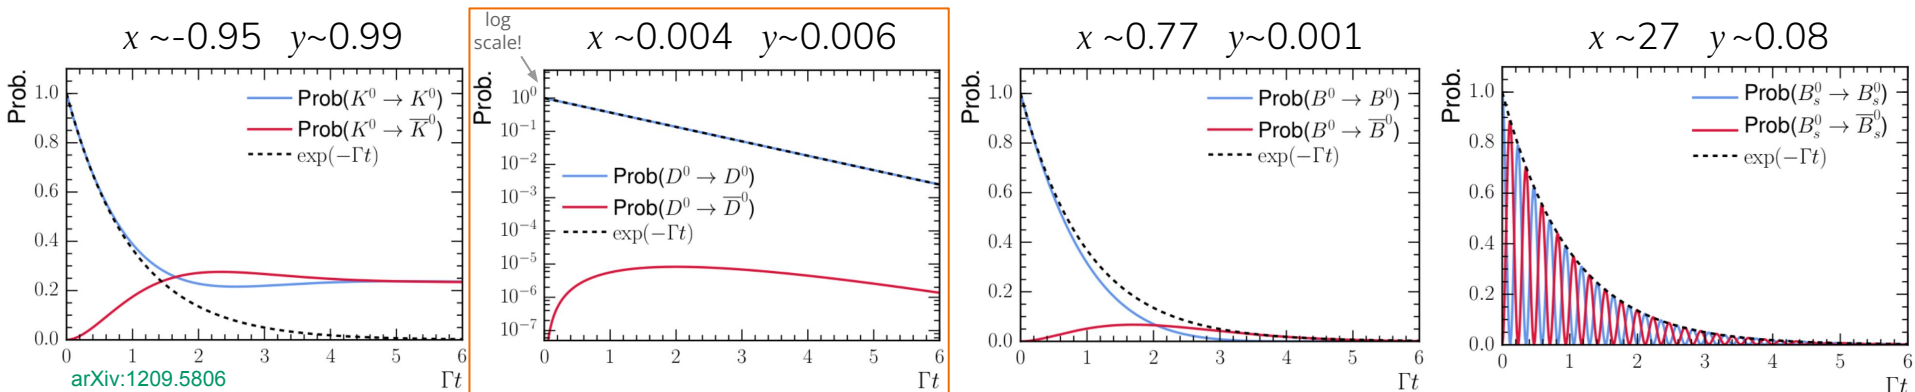 x ~-0.95 y~0.99
Prob.
1.0
0.8
0.6
0.4
0.2
0.0
Prob(K⁰ → K⁰)
Prob(K⁰ → K̅⁰)
exp(−Γt)
0 1 2 3 4 5 6
arXiv:1209.5806
Γt
log
scale!
x ~0.004 y~0.006
Prob.
10⁰
10⁻¹
10⁻²
10⁻³
10⁻⁴
10⁻⁵
10⁻⁶
10⁻⁷
Prob(D⁰ → D⁰)
Prob(D⁰ → D̅⁰)
exp(−Γt)
0 1 2 3 4 5 6
Γt
x ~0.77 y~0.001
Prob.
1.0
0.8
0.6
0.4
0.2
0.0
Prob(B⁰ → B⁰)
Prob(B⁰ → B̅⁰)
exp(−Γt)
0 1 2 3 4 5 6
Γt
x ~27 y ~0.08
Prob.
1.0
0.8
0.6
0.4
0.2
0.0
Prob(Bₛ⁰ → Bₛ⁰)
Prob(Bₛ⁰ → B̅ₛ⁰)
exp(−Γt)
0 1 2 3 4 5 6
Γt